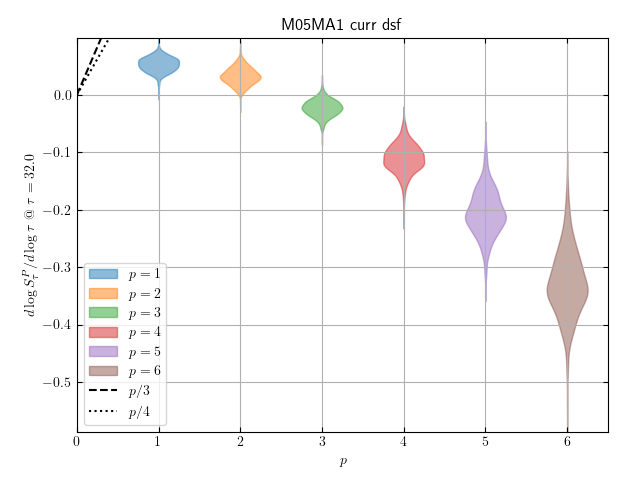 M05MA1 curr dsf
d log S_τ^P / d log τ @ τ = 32.0
0.0
−0.1
−0.2
−0.3
−0.4
−0.5
p = 1
p = 2
p = 3
p = 4
p = 5
p = 6
p/3
p/4
0 1 2 3 4 5 6
p